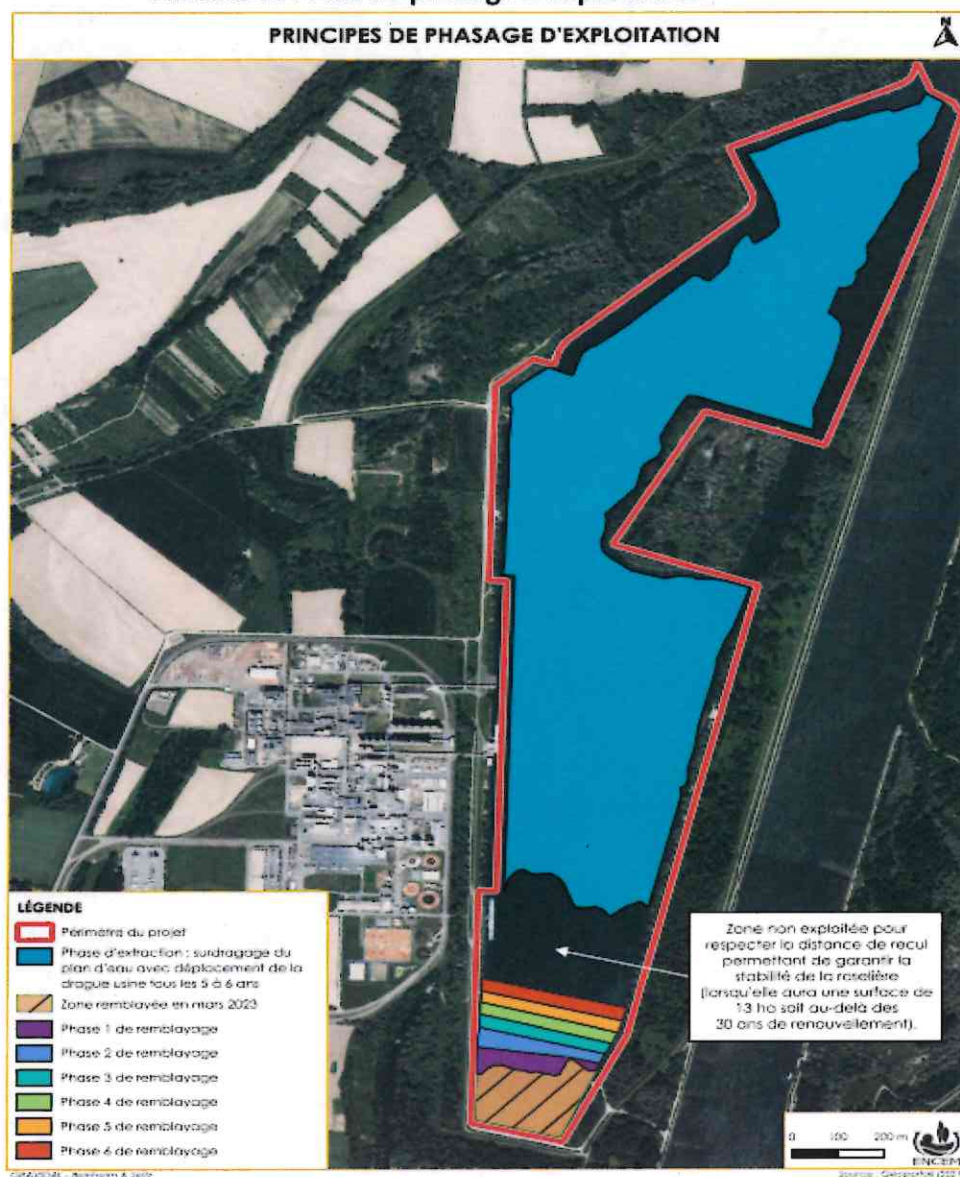 PRINCIPES DE PHASAGE D'EXPLOITATION
N
LÉGENDE
Périmètre du projet
Phase d'extraction : surdragage du
plan d'eau avec déplacement de la
drague usine tous les 5 à 6 ans
Zone remblayée en mars 2023
Phase 1 de remblayage
Phase 2 de remblayage
Phase 3 de remblayage
Phase 4 de remblayage
Phase 5 de remblayage
Phase 6 de remblayage
Zone non exploitée pour
respecter la distance de recul
permettant de garantir la
stabilité de la roselière
(lorsqu'elle aura une surface de
13 ha soit au-delà des
30 ans de renouvellement).
0 100 200 m
ENCEM
Source : Géoportail